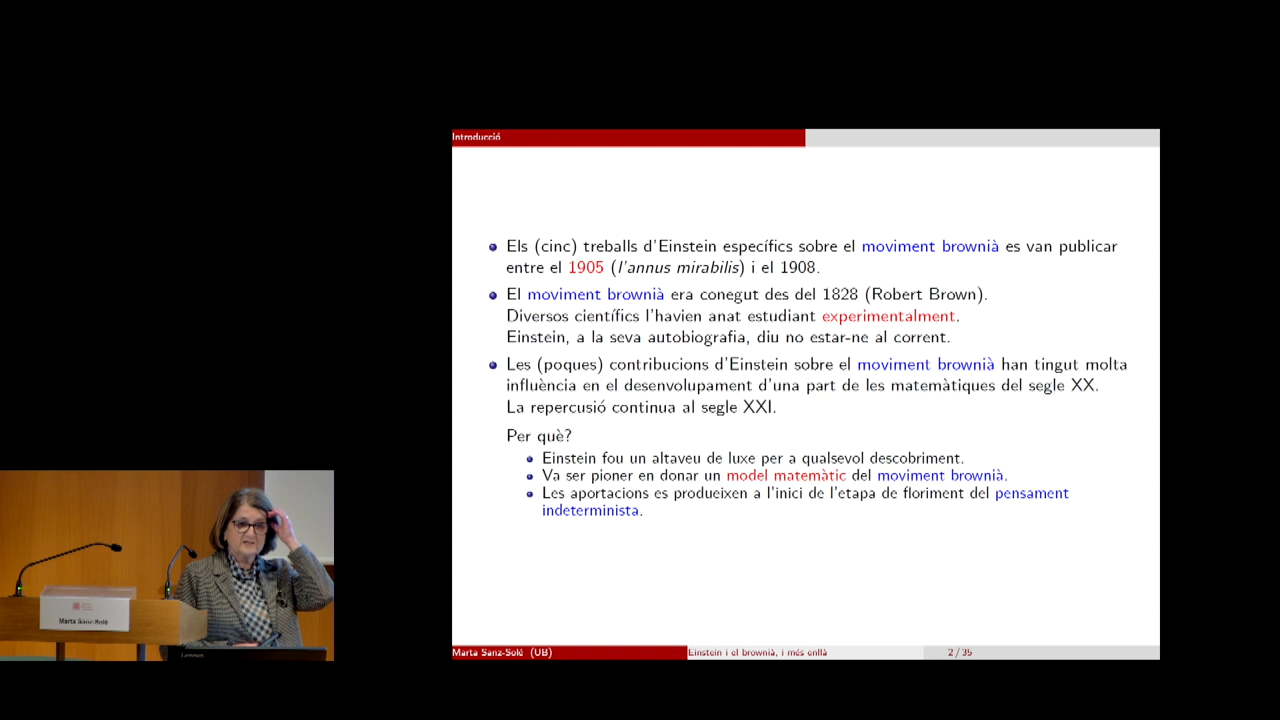 Introducció
Els (cinc) treballs d'Einstein específics sobre el moviment brownià es van publicar
entre el 1905 (l'annus mirabilis) i el 1908.
El moviment brownià era conegut des del 1828 (Robert Brown).
Diversos científics l'havien anat estudiant experimentalment.
Einstein, a la seva autobiografia, diu no estar-ne al corrent.
Les (poques) contribucions d'Einstein sobre el moviment brownià han tingut molta
influència en el desenvolupament d'una part de les matemàtiques del segle XX.
La repercusió continua al segle XXI.
Per què?
Einstein fou un altaveu de luxe per a qualsevol descobriment.
Va ser pioner en donar un model matemàtic del moviment brownià.
Les aportacions es produeixen a l'inici de l'etapa de floriment del pensament
indeterminista.
Marta Sanz-Solé
Marta Sanz-Solé (UB)
Einstein i el brownià, i més enllà
2 / 35